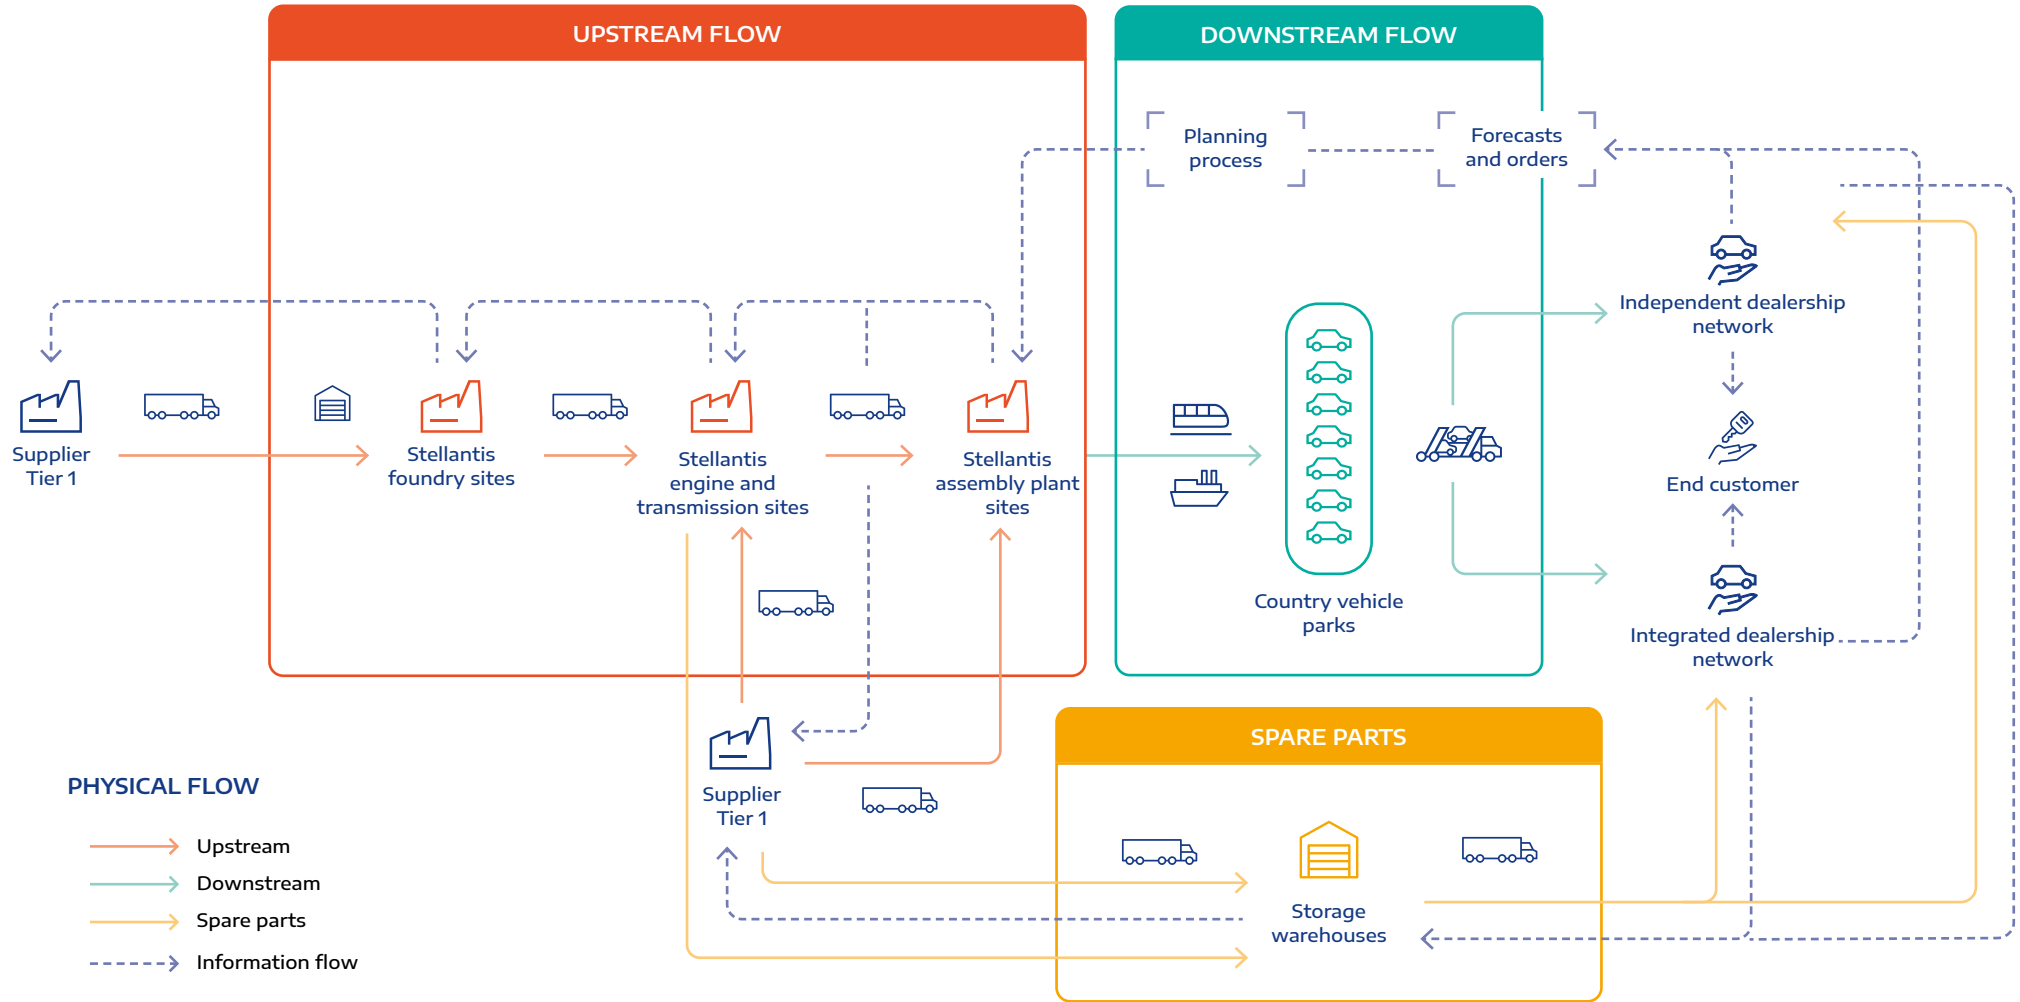 UPSTREAM FLOW
DOWNSTREAM FLOW
Planning
process
Forecasts
and orders
Independent dealership
network
Supplier
Tier 1
Stellantis
foundry sites
Stellantis
engine and
transmission sites
Stellantis
assembly plant
sites
End customer
Country vehicle
parks
Integrated dealership
network
SPARE PARTS
Supplier
Tier 1
Storage
warehouses
PHYSICAL FLOW
Upstream
Downstream
Spare parts
Information flow